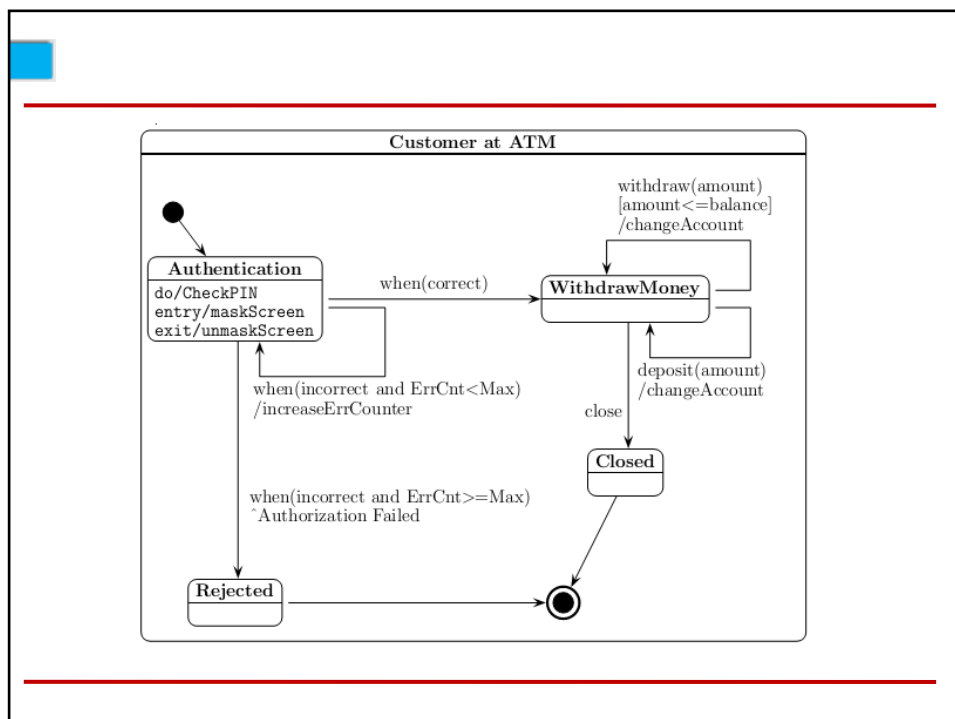 Customer at ATM
withdraw(amount)
[amount<=balance]
/changeAccount
Authentication
do/CheckPIN
entry/maskScreen
exit/unmaskScreen
when(correct)
WithdrawMoney
when(incorrect and ErrCnt<Max)
/increaseErrCounter
deposit(amount)
/changeAccount
close
Closed
when(incorrect and ErrCnt>=Max)
^Authorization Failed
Rejected